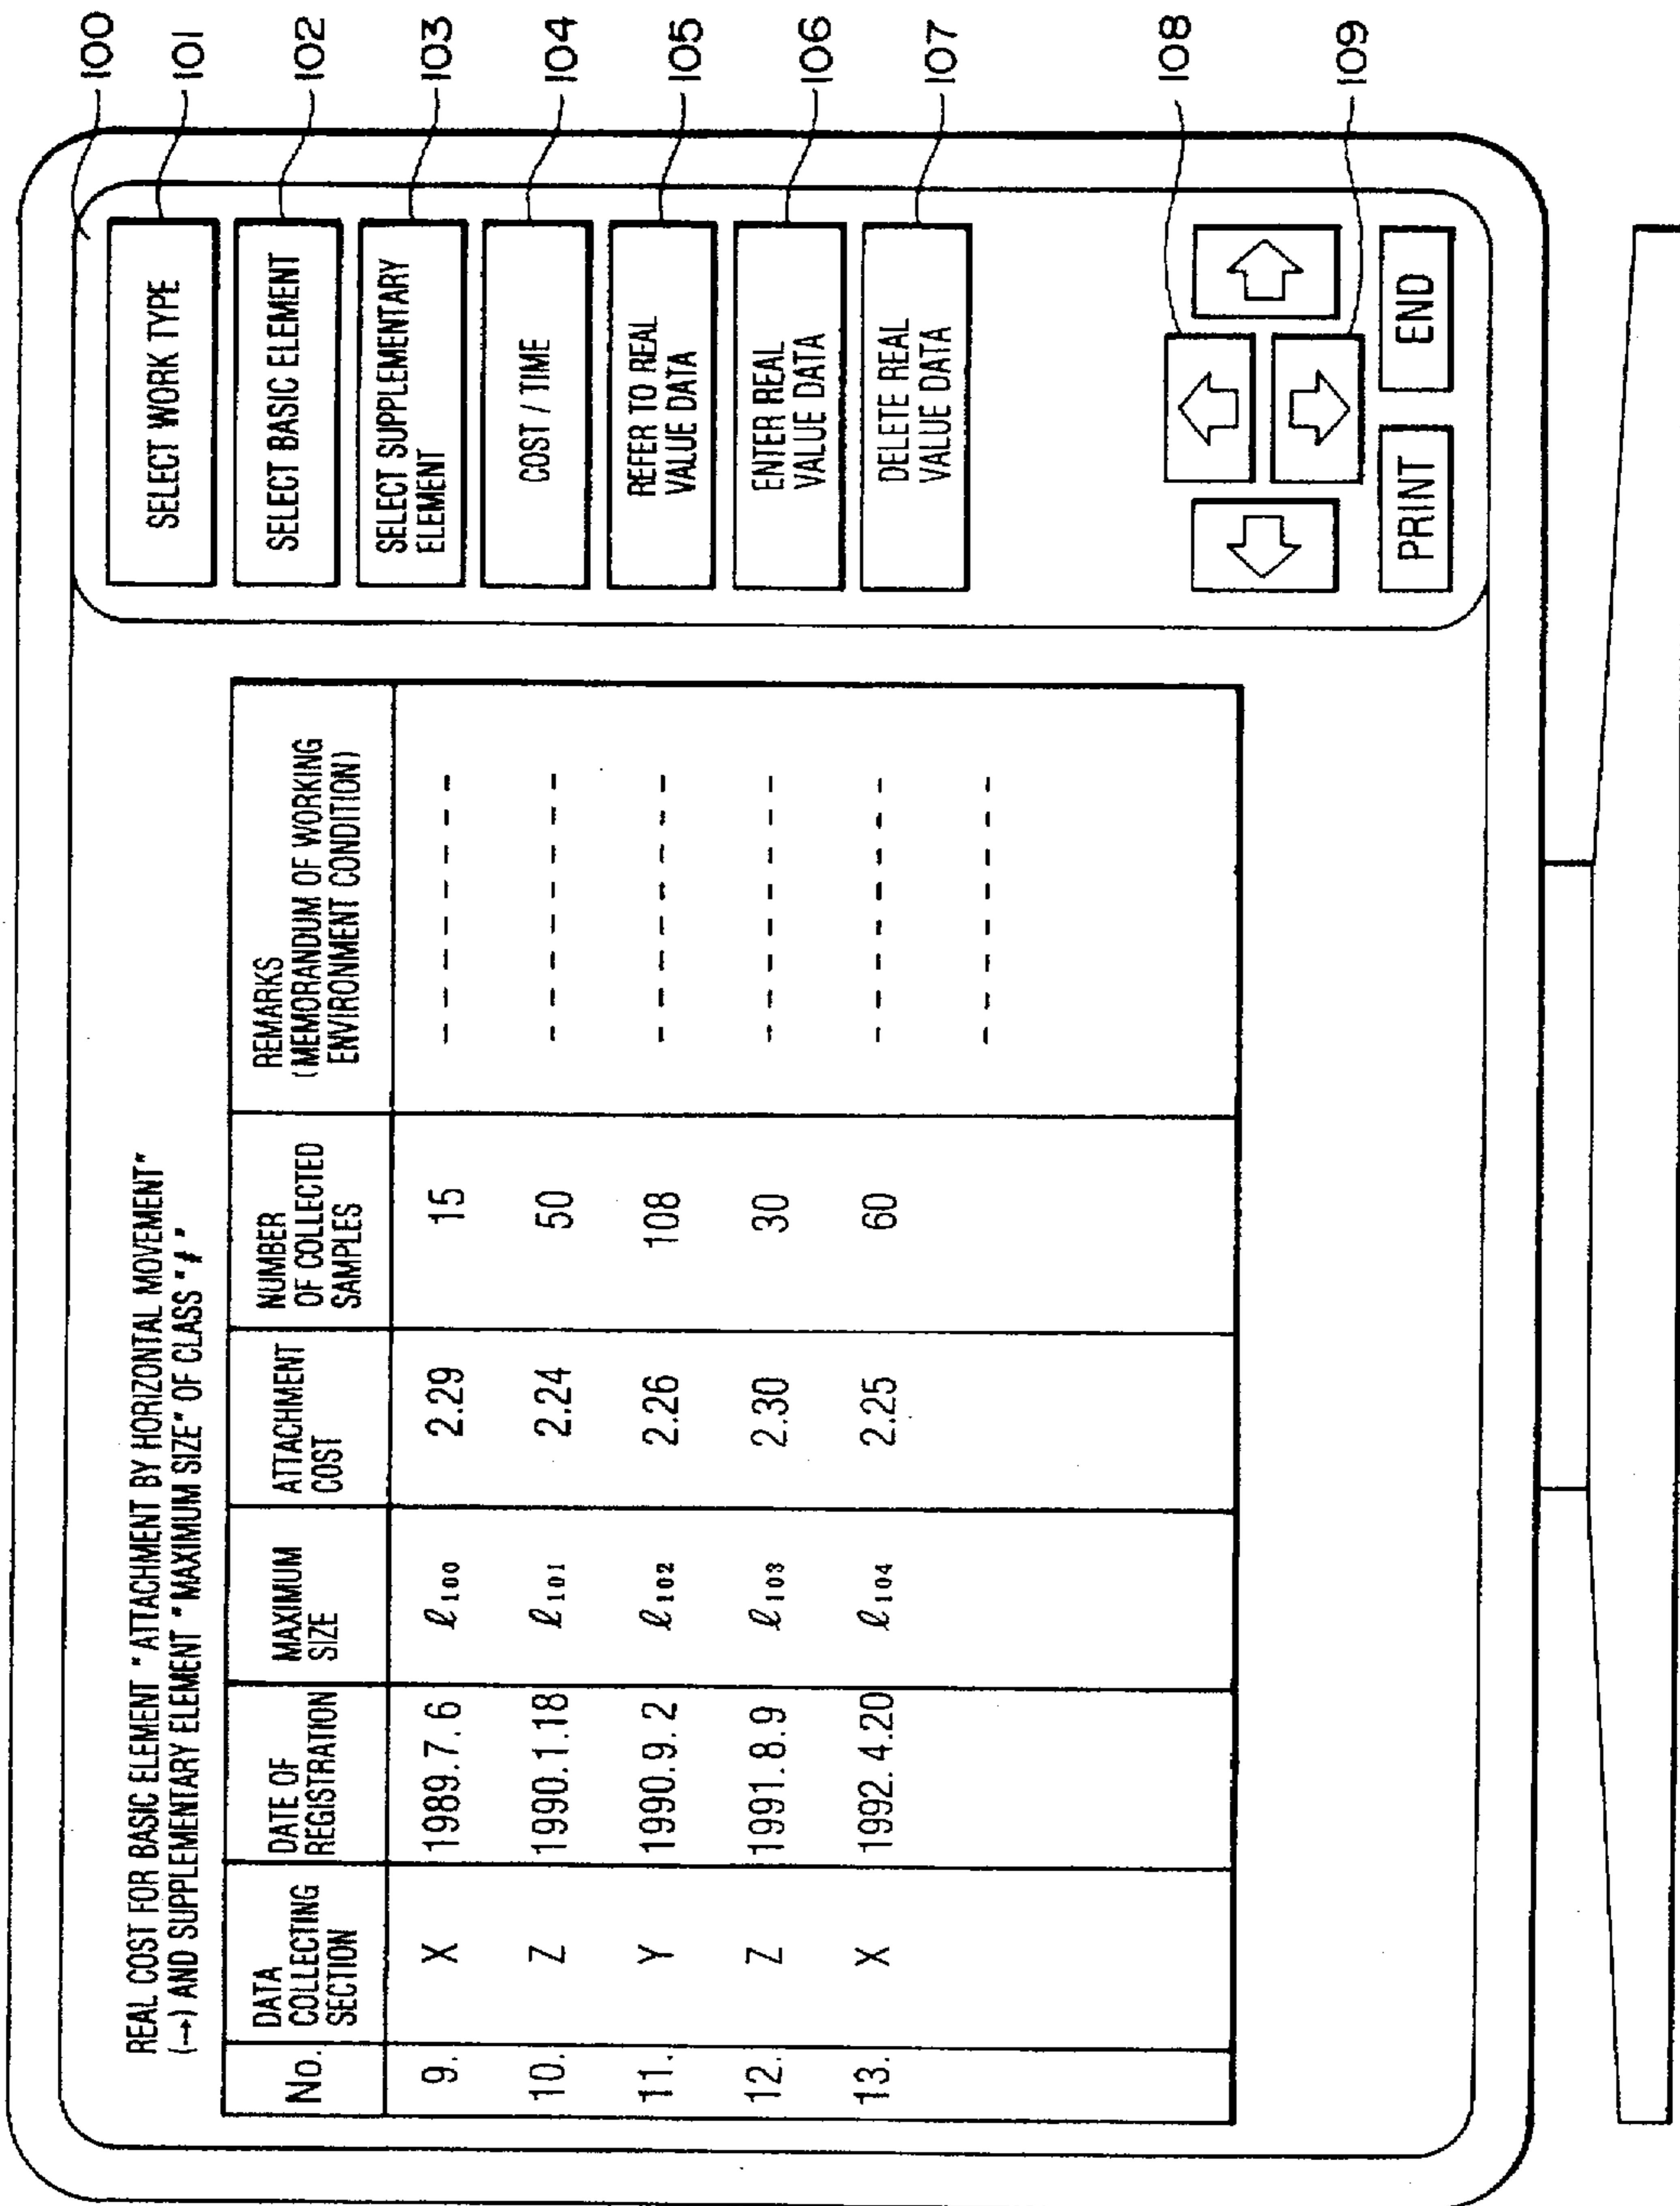 REAL COST FOR BASIC ELEMENT "ATTACHMENT BY HORIZONTAL MOVEMENT"
(→) AND SUPPLEMENTARY ELEMENT "MAXIMUM SIZE" OF CLASS "#"
No.
DATA
COLLECTING
SECTION
DATE OF
REGISTRATION
MAXIMUM
SIZE
ATTACHMENT
COST
NUMBER
OF COLLECTED
SAMPLES
REMARKS
(MEMORANDUM OF WORKING
ENVIRONMENT CONDITION)
9. X 1989.7.6 ℓ100 2.29 15 --------
10. Z 1990.1.18 ℓ101 2.24 50 --------
11. Y 1990.9.2 ℓ102 2.26 108 --------
12. Z 1991.8.9 ℓ103 2.30 30 --------
13. X 1992.4.20 ℓ104 2.25 60 --------
--------
SELECT WORK TYPE
SELECT BASIC ELEMENT
SELECT SUPPLEMENTARY
ELEMENT
COST / TIME
REFER TO REAL
VALUE DATA
ENTER REAL
VALUE DATA
DELETE REAL
VALUE DATA
PRINT
END
100
101
102
103
104
105
106
107
108
109